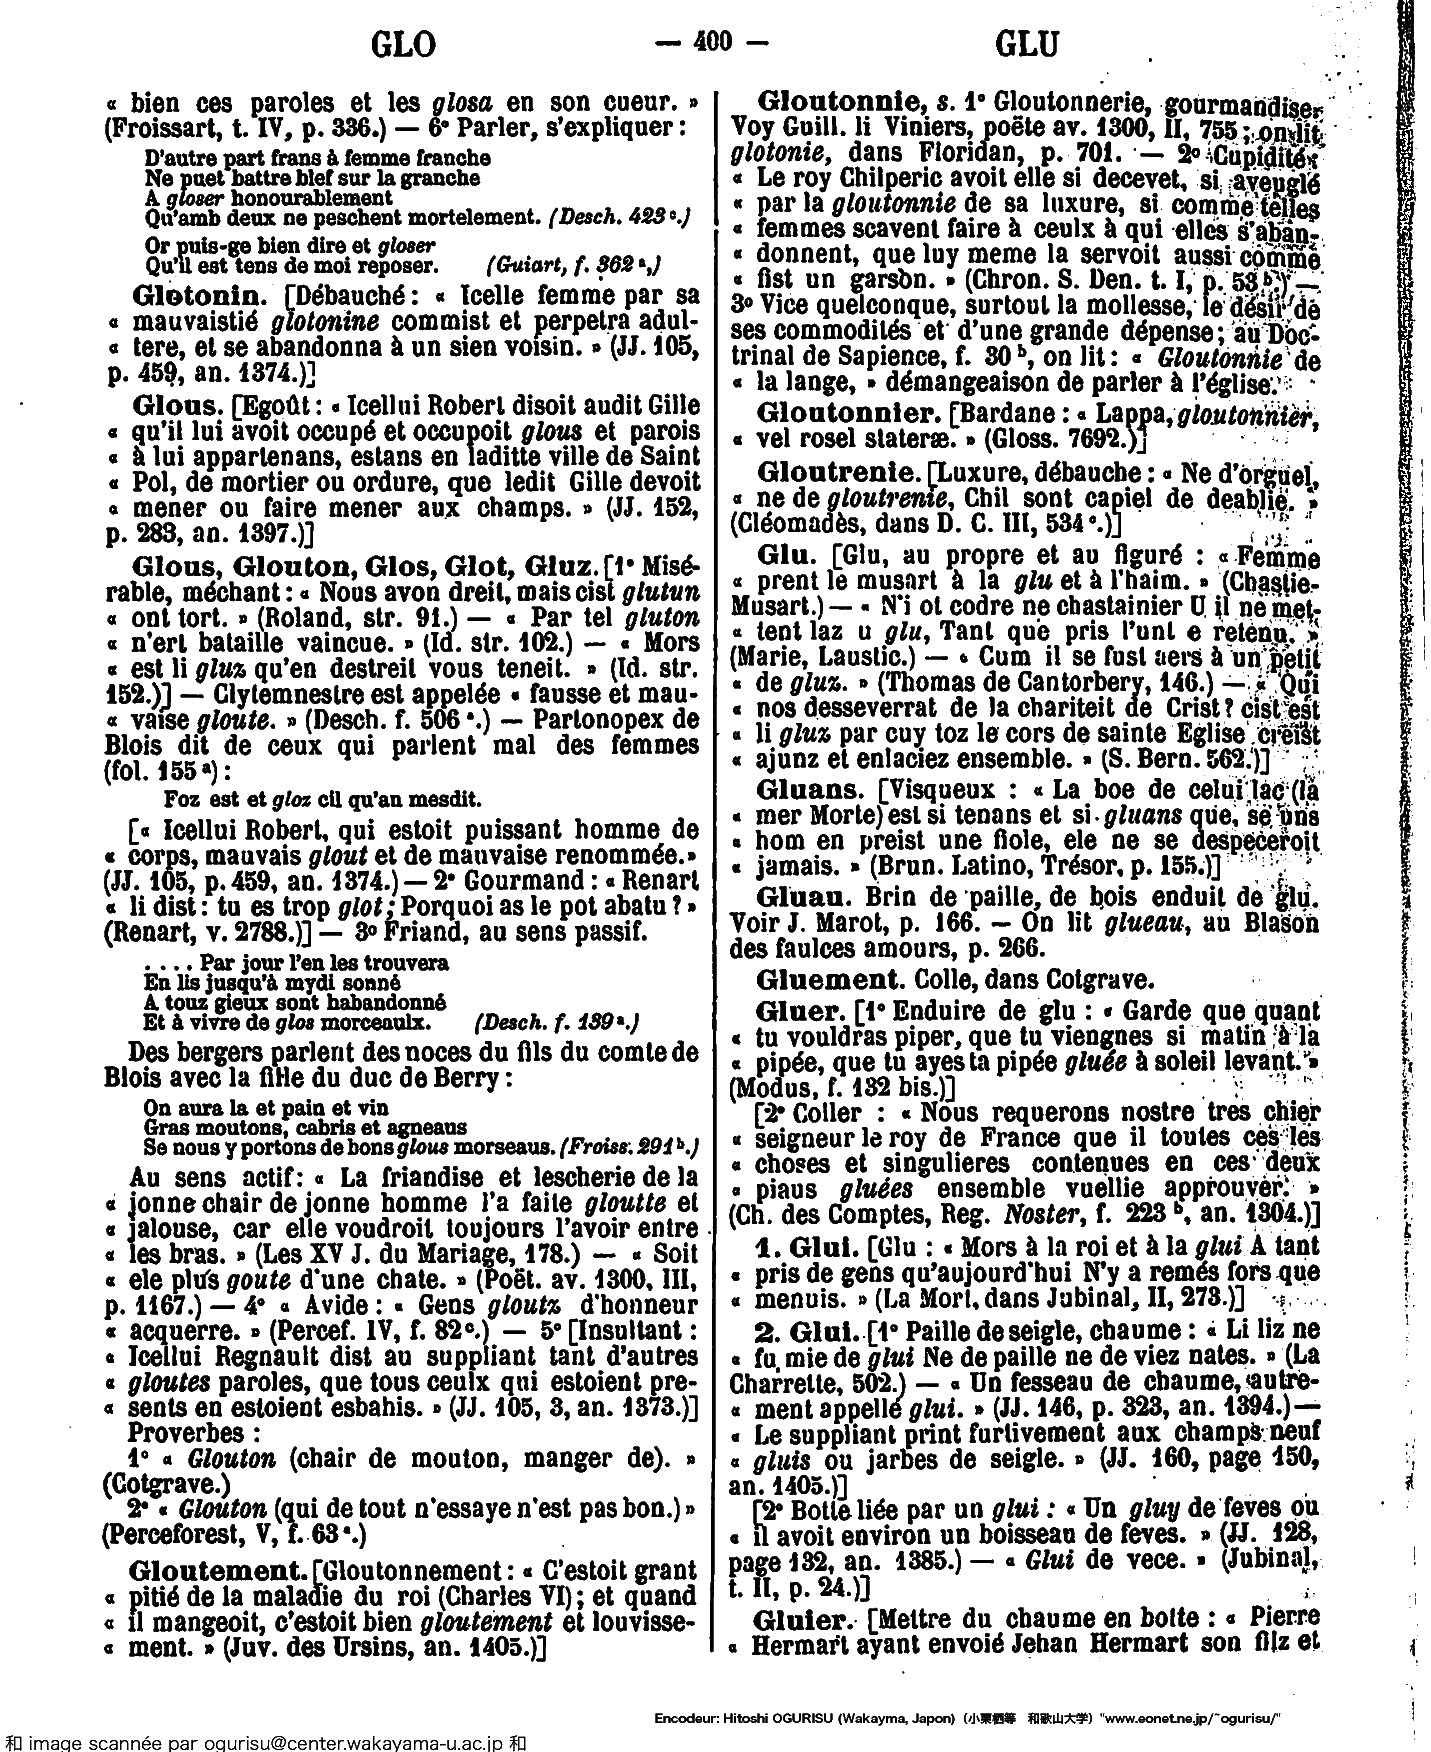 GLO — 400 — GLU
« bien ces paroles et les glosa en son cueur. »
(Froissart, t. IV, p. 336.) — 6° Parler, s'expliquer :
D'autre part frans à femme franche
Ne puet battre blef sur la granche
A gloser honourablement
Qu'amb deux ne peschent mortelement. (Desch. 423 c.)
Or puis-ge bien dire et gloser
Qu'il est tens de moi reposer. (Guiart, f. 362 a,)
Glotonin. [Débauché : « Icelle femme par sa
« mauvaistié glotonine commist et perpetra adul-
« tere, et se abandonna à un sien voisin. » (JJ. 105,
p. 459, an. 1374.)]
Glous. [Egoût : « Icellui Robert disoit audit Gille
« qu'il lui avoit occupé et occupoit glous et parois
« à lui appartenans, estans en laditte ville de Saint
« Pol, de mortier ou ordure, que ledit Gille devoit
« mener ou faire mener aux champs. » (JJ. 152,
p. 283, an. 1397.)]
Glous, Glouton, Glos, Glot, Gluz. [1° Misé-
rable, méchant : « Nous avon dreit, mais cist glutun
« ont tort. » (Roland, str. 91.) — « Par tel gluton
« n'ert bataille vaincue. » (Id. str. 102.) — « Mors
« est li gluz qu'en destreit vous teneit. » (Id. str.
152.)] — Clytemnestre est appelée « fausse et mau-
« vaise gloute. » (Desch. f. 506 a.) — Partonopex de
Blois dit de ceux qui parlent mal des femmes
(fol. 155 a) :
Foz est et gloz cil qu'an mesdit.
[« Icellui Robert, qui estoit puissant homme de
« corps, mauvais glout et de mauvaise renommée. »
(JJ. 105, p. 459, an. 1374.) — 2° Gourmand : « Renart
« li dist : tu es trop glot ; Porquoi as le pot abatu ? »
(Renart, v. 2788.)] — 3° Friand, au sens passif.
. . . . Par jour l'en les trouvera
En lis jusqu'à mydi sonné
A touz gieux sont habandonné
Et à vivre de glos morceaulx. (Desch. f. 139 a.)
Des bergers parlent des noces du fils du comte de
Blois avec la fille du duc de Berry :
On aura la et pain et vin
Gras moutons, cabris et agneaus
Se nous y portons de bons glous morseaus. (Froiss. 291 b.)
Au sens actif : « La friandise et lescherie de la
« jonne chair de jonne homme l'a faite gloutte et
« jalouse, car elle voudroit toujours l'avoir entre
« les bras. » (Les XV J. du Mariage, 178.) — « Soit
« ele plus goute d'une chate. » (Poët. av. 1300, III,
p. 1167.) — 4° « Avide : « Gens gloutz d'honneur
« acquerre. » (Percef. IV, f. 82 c.) — 5° [Insultant :
« Icellui Regnault dist au suppliant tant d'autres
« gloutes paroles, que tous ceulx qui estoient pre-
« sents en estoient esbahis. » (JJ. 105, 3, an. 1373.)]
Proverbes :
1° « Glouton (chair de mouton, manger de). »
(Cotgrave.)
2° « Glouton (qui de tout n'essaye n'est pas bon.) »
(Perceforest, V, f. 63 a.)
Gloutement. [Gloutonnement : « C'estoit grant
« pitié de la maladie du roi (Charles VI) ; et quand
« il mangeoit, c'estoit bien gloutement et louvisse-
« ment. » (Juv. des Ursins, an. 1405.)]
Gloutonnie, s. 1° Gloutonnerie, gourmandise.
Voy Guill. li Viniers, poëte av. 1300, II, 755 ; on lit
glotonie, dans Floridan, p. 701. — 2° Cupidité :
« Le roy Chilperic avoit elle si decevet, si aveuglé
« par la gloutonnie de sa luxure, si comme telles
« femmes scavent faire à ceulx à qui elles s'aban-
« donnent, que luy meme la servoit aussi comme
« fist un garson. » (Chron. S. Den. t. I, p. 53 b.) —
3° Vice quelconque, surtout la mollesse, le désir de
ses commodités et d'une grande dépense ; au Doc-
trinal de Sapience, f. 30 b, on lit : « Gloutonnie de
« la lange, » démangeaison de parler à l'église.
Gloutonnier. [Bardane : « Lappa, gloutonnier,
« vel rosel stateræ. » (Gloss. 7692.)]
Gloutrenie. [Luxure, débauche : « Ne d'orguel,
« ne de gloutrenie, Chil sont capiel de deablie. »
(Cléomadès, dans D. C. III, 534 c.)]
Glu. [Glu, au propre et au figuré : « Femme
« prent le musart à la glu et à l'haim. » (Chastie-
Musart.) — « N'i ot codre ne chastainier U il ne met-
« tent laz u glu, Tant que pris l'unt e retenu. »
(Marie, Laustic.) — « Cum il se fust aers à un petit
« de gluz. » (Thomas de Cantorbery, 146.) — « Qui
« nos desseverrat de la chariteit de Crist ? cist est
« li gluz par cuy toz le cors de sainte Eglise creist
« ajunz et enlaciez ensemble. » (S. Bern. 562.)]
Gluans. [Visqueux : « La boe de celui lac (la
« mer Morte) est si tenans et si gluans que, se uns
« hom en preist une fiole, ele ne se despeceroit
« jamais. » (Brun. Latino, Trésor, p. 155.)]
Gluau. Brin de paille, de bois enduit de glu.
Voir J. Marot, p. 166. — On lit glueau, au Blason
des faulces amours, p. 266.
Gluement. Colle, dans Cotgrave.
Gluer. [1° Enduire de glu : « Garde que quant
« tu vouldras piper, que tu viengnes si matin à la
« pipée, que tu ayes ta pipée gluée à soleil levant. »
(Modus, f. 132 bis.)]
[2° Coller : « Nous requerons nostre tres chier
« seigneur le roy de France que il toutes ces les
« choses et singulieres contenues en ces deux
« piaus gluées ensemble vuellie approuver. »
(Ch. des Comptes, Reg. Noster, f. 223 b, an. 1304.)]
1. Glui. [Glu : « Mors à la roi et à la glui A tant
« pris de gens qu'aujourd'hui N'y a remés fors que
« menuis. » (La Mort, dans Jubinal, II, 273.)]
2. Glui. [1° Paille de seigle, chaume : « Li liz ne
« fu mie de glui Ne de paille ne de viez nates. » (La
Charrette, 502.) — « Un fesseau de chaume, autre-
« ment appellé glui. » (JJ. 146, p. 323, an. 1394.) —
« Le suppliant print furtivement aux champs neuf
« gluis ou jarbes de seigle. » (JJ. 160, page 150,
an. 1405.)]
[2° Botte liée par un glui : « Un gluy de feves ou
« il avoit environ un boisseau de feves. » (JJ. 128,
page 132, an. 1385.) — « Glui de vece. » (Jubinal,
t. II, p. 24.)]
Gluier. [Mettre du chaume en botte : « Pierre
« Hermart ayant envoié Jehan Hermart son filz et
Encodeur: Hitoshi OGURISU (Wakayma, Japon) (小栗栖等 和歌山大学) "www.eonet.ne.jp/~ogurisu/"
和 image scannée par ogurisu@center.wakayama-u.ac.jp 和